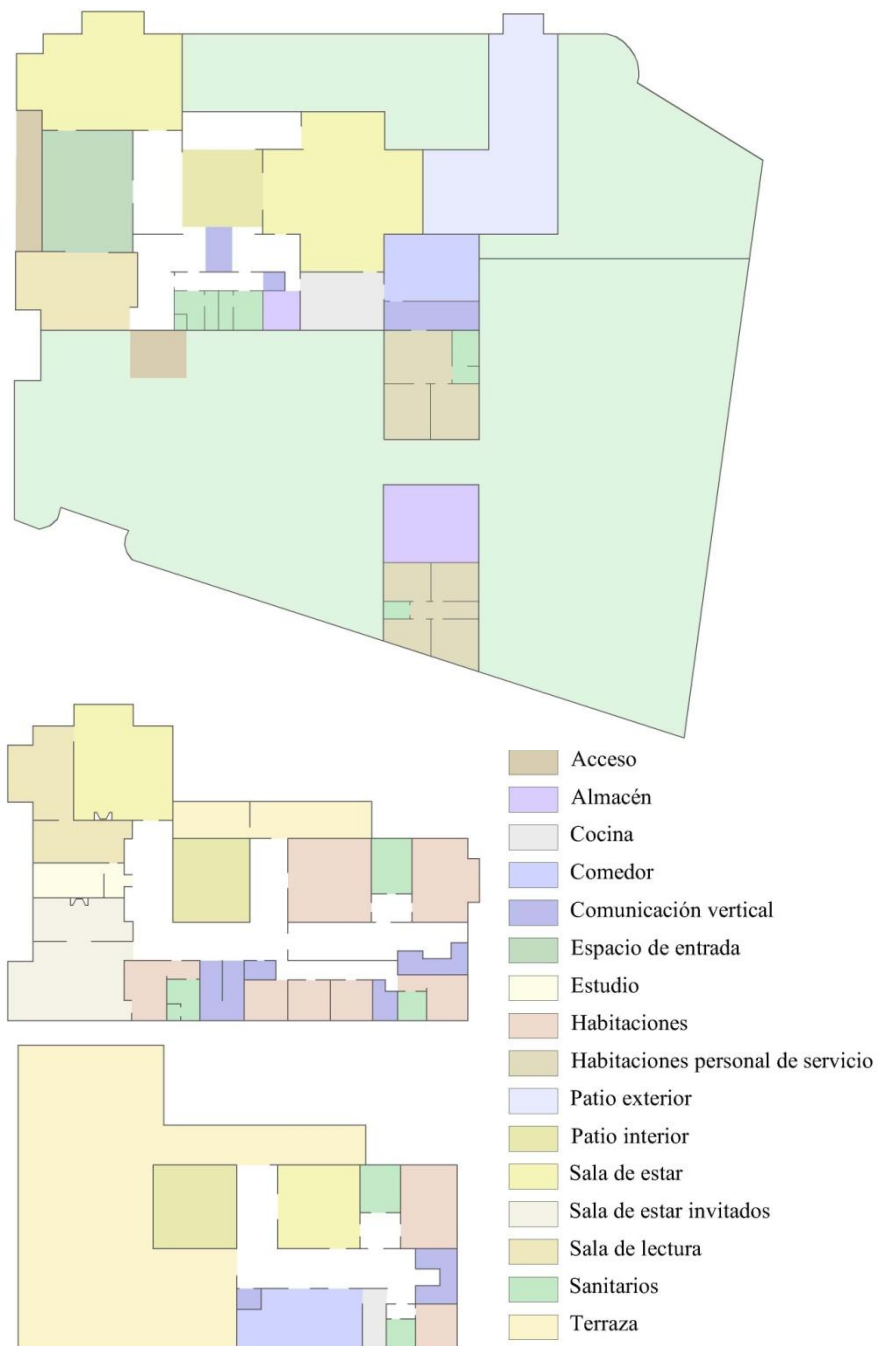 Acceso
Almacén
Cocina
Comedor
Comunicación vertical
Espacio de entrada
Estudio
Habitaciones
Habitaciones personal de servicio
Patio exterior
Patio interior
Sala de estar
Sala de estar invitados
Sala de lectura
Sanitarios
Terraza